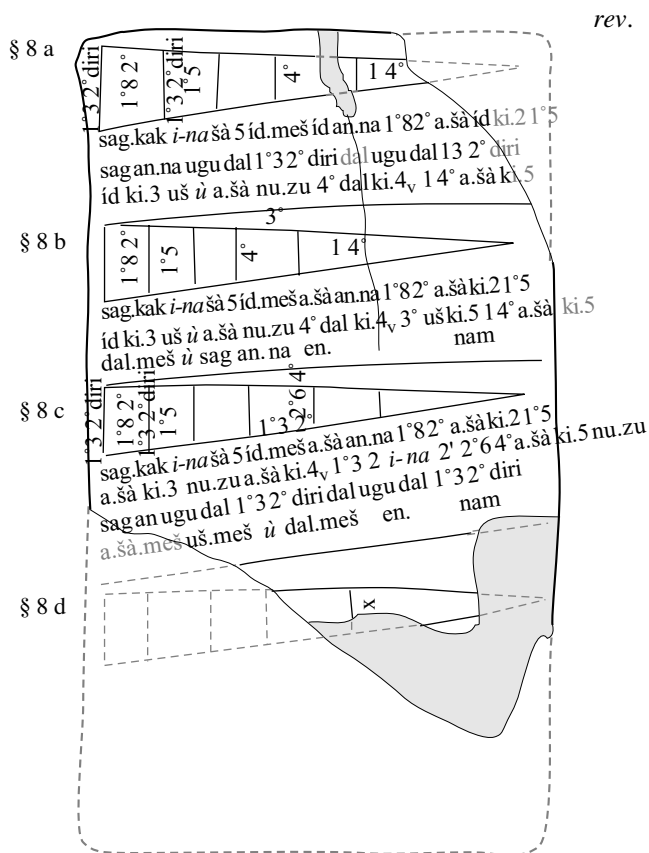 rev.
§ 8 a
1°3 2°diri
1°8 2°
1°3 2°diri
1°5
4°
1 4°
sag.kak i-na šà 5 íd.meš íd an.na 1°8 2° a.šà íd ki.2 1°5
sag an.na ugu dal 1°3 2° diri dal ugu dal 13 2° diri
íd ki.3 uš ù a.šà nu.zu 4° dal ki.4v 1 4° a.šà ki.5
§ 8 b
3°
1°8 2°
1°5
4°
1 4°
sag.kak i-na šà 5 íd.meš a.šà an.na 1°8 2° a.šà ki.2 1°5
íd ki.3 uš ù a.šà nu.zu 4° dal ki.4v 3° uš ki.5 1 4° a.šà ki.5
dal.meš ù sag an.na en. nam
§ 8 c
1°3 2°diri
1°8 2°
1°3 2°diri
1°5
1°3 2°
2°6 4°
sag.kak i-na šà 5 íd.meš a.šà an.na 1°8 2° a.šà ki.2 1°5
a.šà ki.3 nu.zu a.šà ki.4v 1°3 2 i-na 2' 2°6 4° a.šà ki.5 nu.zu
sag an ugu dal 1°3 2° diri dal ugu dal 1°3 2° diri
a.šà.meš uš.meš ù dal.meš en. nam
§ 8 d
x